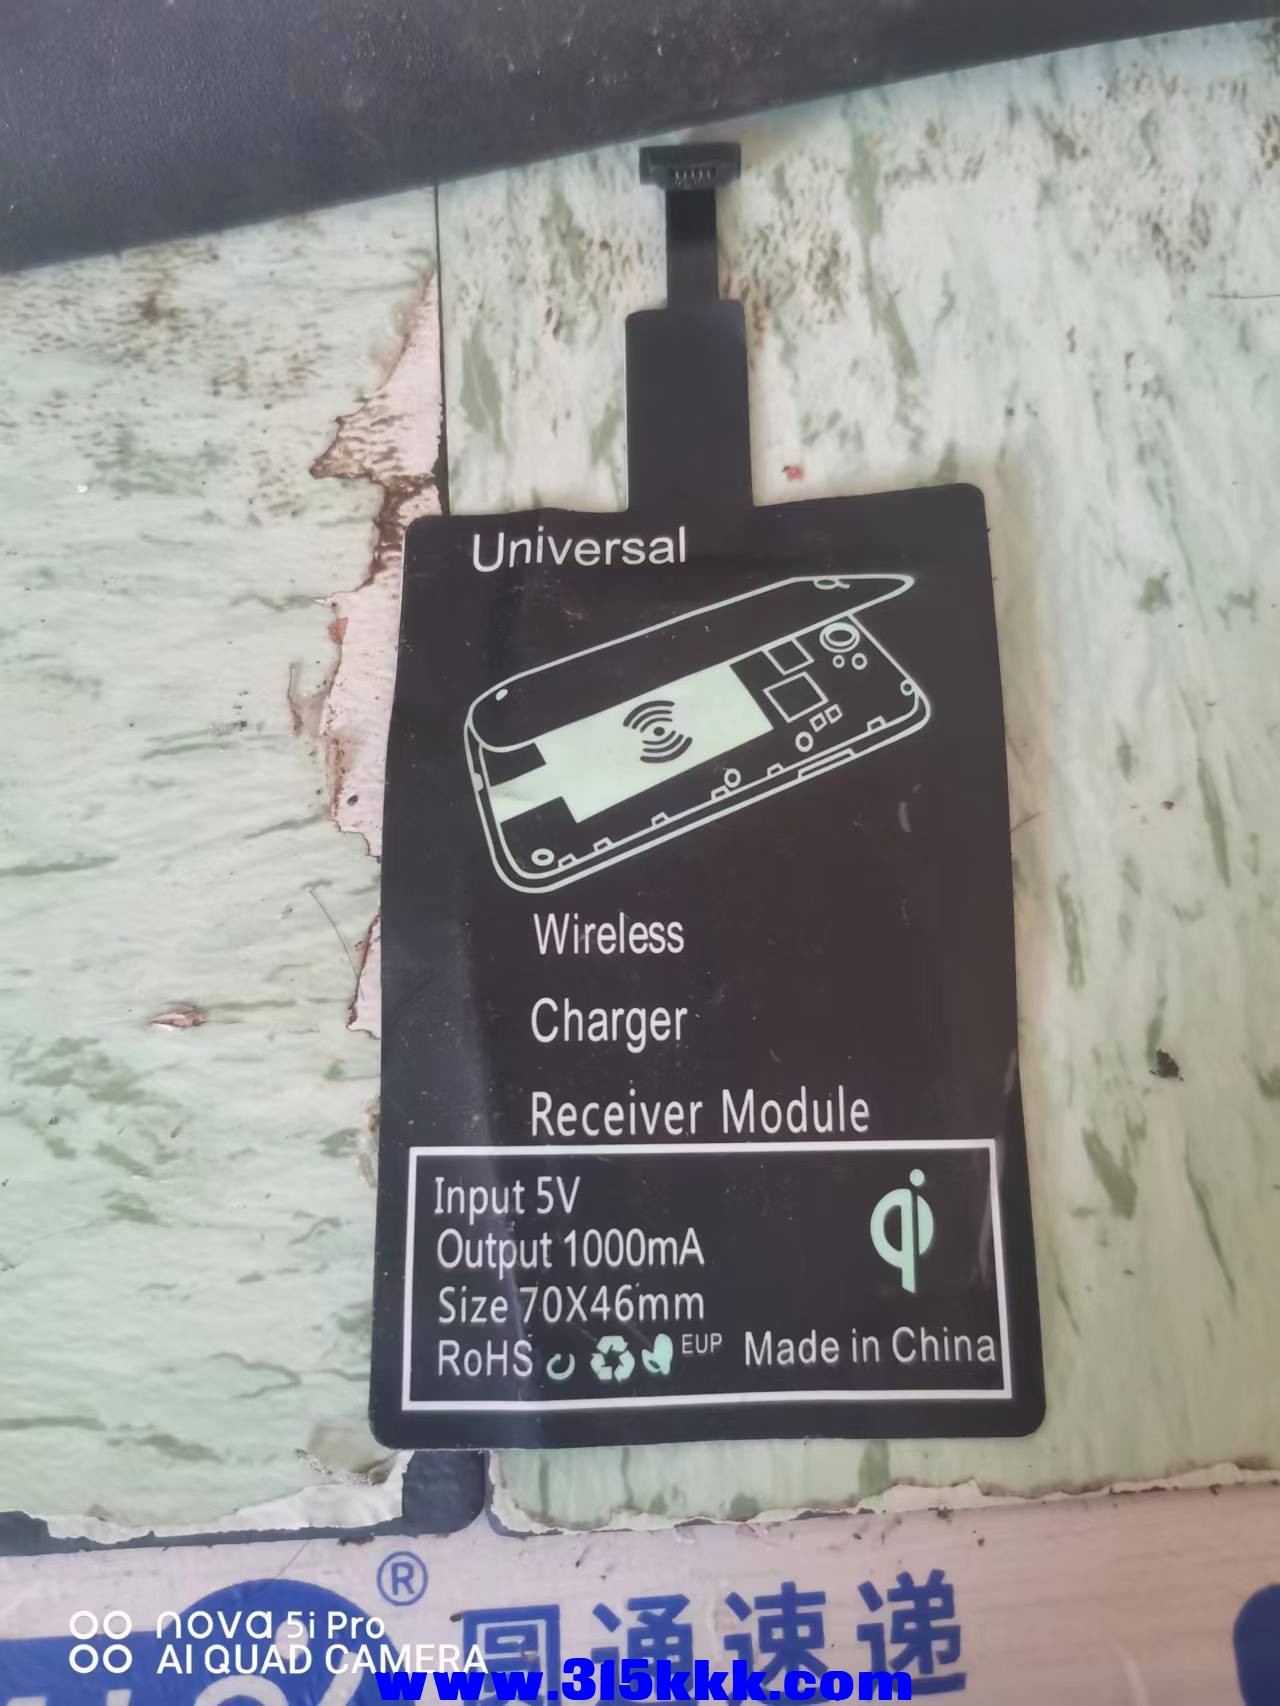 Universal
Wireless
Charger
Receiver Module
Input 5V
Output 1000mA
Size 70X46mm
RoHS EUP Made in China
qi
®
圆通速递
nova 5i Pro
AI QUAD CAMERA
www.315kkk.com